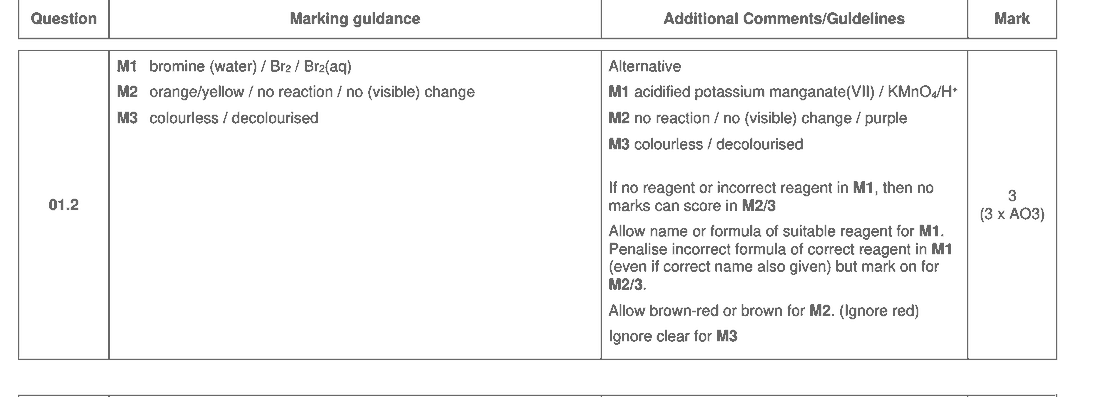 Question Marking guidance Additional Comments/Guidelines Mark
01.2
M1 bromine (water) / Br₂ / Br₂(aq)
M2 orange/yellow / no reaction / no (visible) change
M3 colourless / decolourised
Alternative
M1 acidified potassium manganate(VII) / KMnO₄/H⁺
M2 no reaction / no (visible) change / purple
M3 colourless / decolourised
If no reagent or incorrect reagent in M1, then no
marks can score in M2/3
Allow name or formula of suitable reagent for M1.
Penalise incorrect formula of correct reagent in M1
(even if correct name also given) but mark on for
M2/3.
Allow brown-red or brown for M2. (Ignore red)
Ignore clear for M3
3
(3 x AO3)